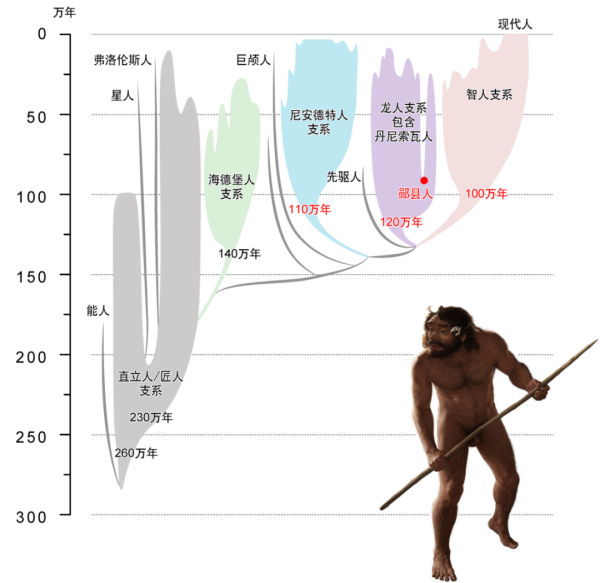 万年
现代人
0
弗洛伦斯人
巨颅人
星人
智人支系
尼安德特人
支系
龙人支系
包含
丹尼索瓦人
50
先驱人
海德堡人
支系
郧县人
100万年
100
110万年
120万年
140万年
150
能人
200
直立人/匠人
支系
230万年
250
260万年
300